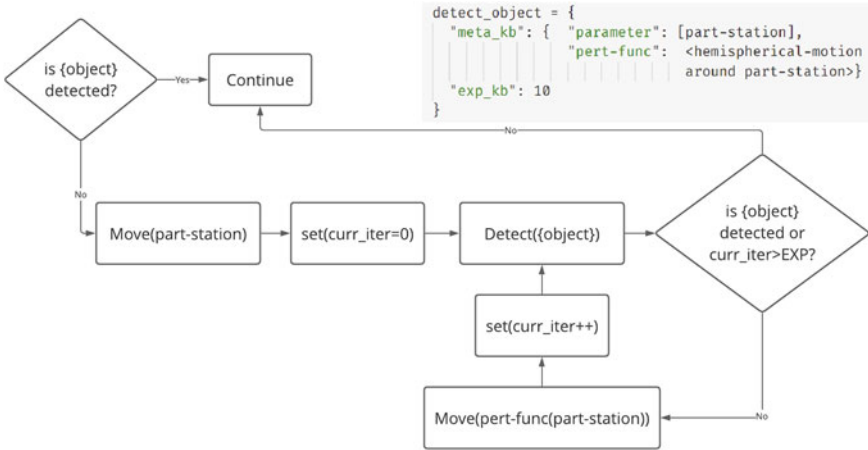 detect_object = {
"meta_kb": { "parameter": [part-station],
"pert-func": <hemispherical-motion
around part-station>}
"exp_kb": 10
}
is {object}
detected?
Yes
Continue
No
No
Move(part-station)
set(curr_iter=0)
Detect({object})
is {object}
detected or
curr_iter>EXP?
set(curr_iter++)
Move(pert-func(part-station))
No